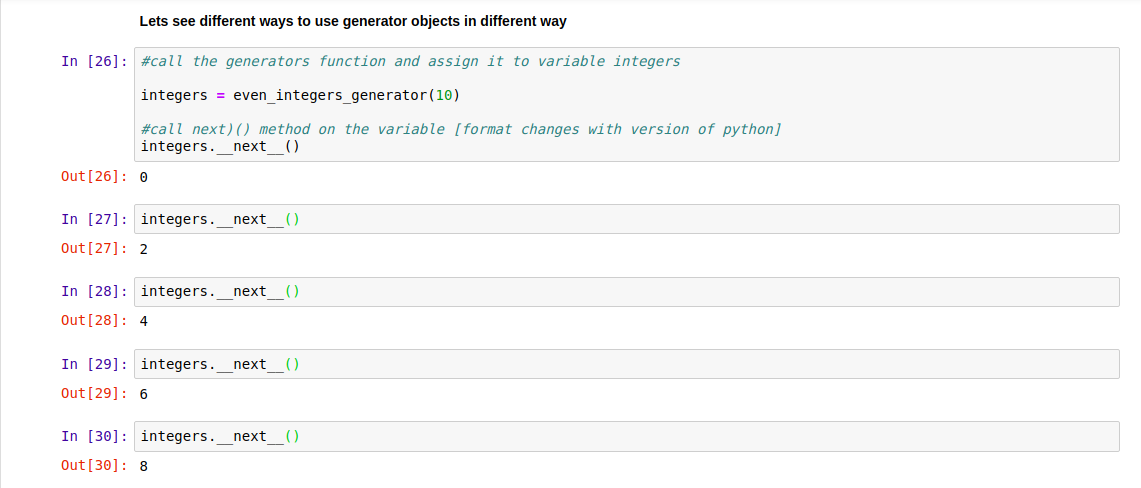 Lets see different ways to use generator objects in different way
In [26]: #call the generators function and assign it to variable integers
integers = even_integers_generator(10)
#call next)() method on the variable [format changes with version of python]
integers.__next__()
Out[26]: 0
In [27]: integers.__next__()
Out[27]: 2
In [28]: integers.__next__()
Out[28]: 4
In [29]: integers.__next__()
Out[29]: 6
In [30]: integers.__next__()
Out[30]: 8